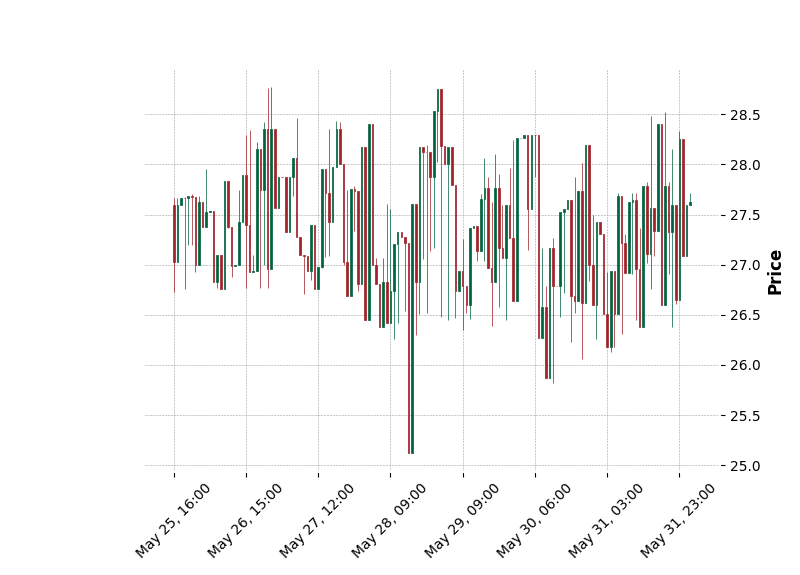 28.5
28.0
27.5
27.0
26.5
26.0
25.5
25.0
Price
May 25, 16:00
May 26, 15:00
May 27, 12:00
May 28, 09:00
May 29, 09:00
May 30, 06:00
May 31, 03:00
May 31, 23:00